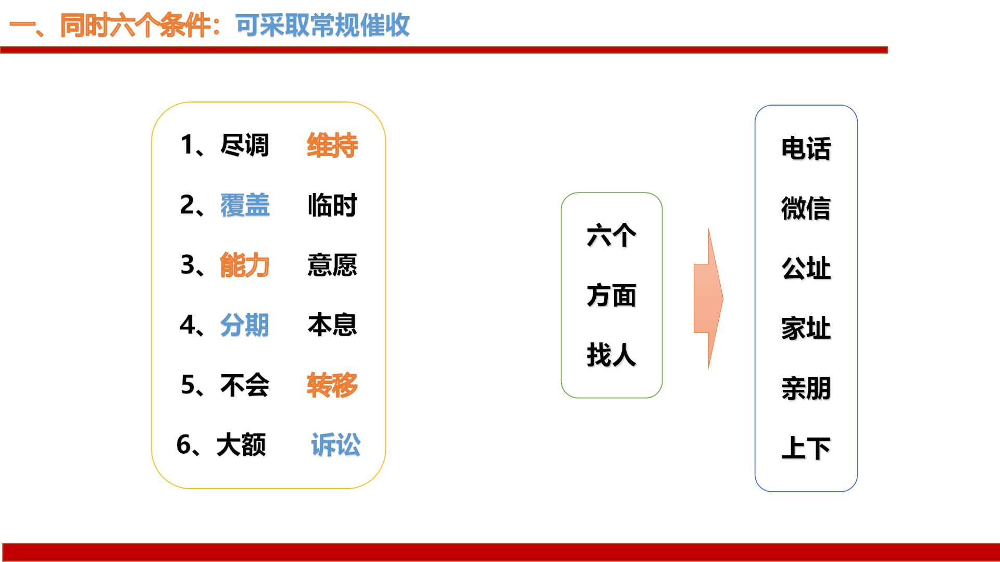 一、同时六个条件：可采取常规催收
1、尽调 维持
2、覆盖 临时
3、能力 意愿
4、分期 本息
5、不会 转移
6、大额 诉讼
六个
方面
找人
电话
微信
公址
家址
亲朋
上下